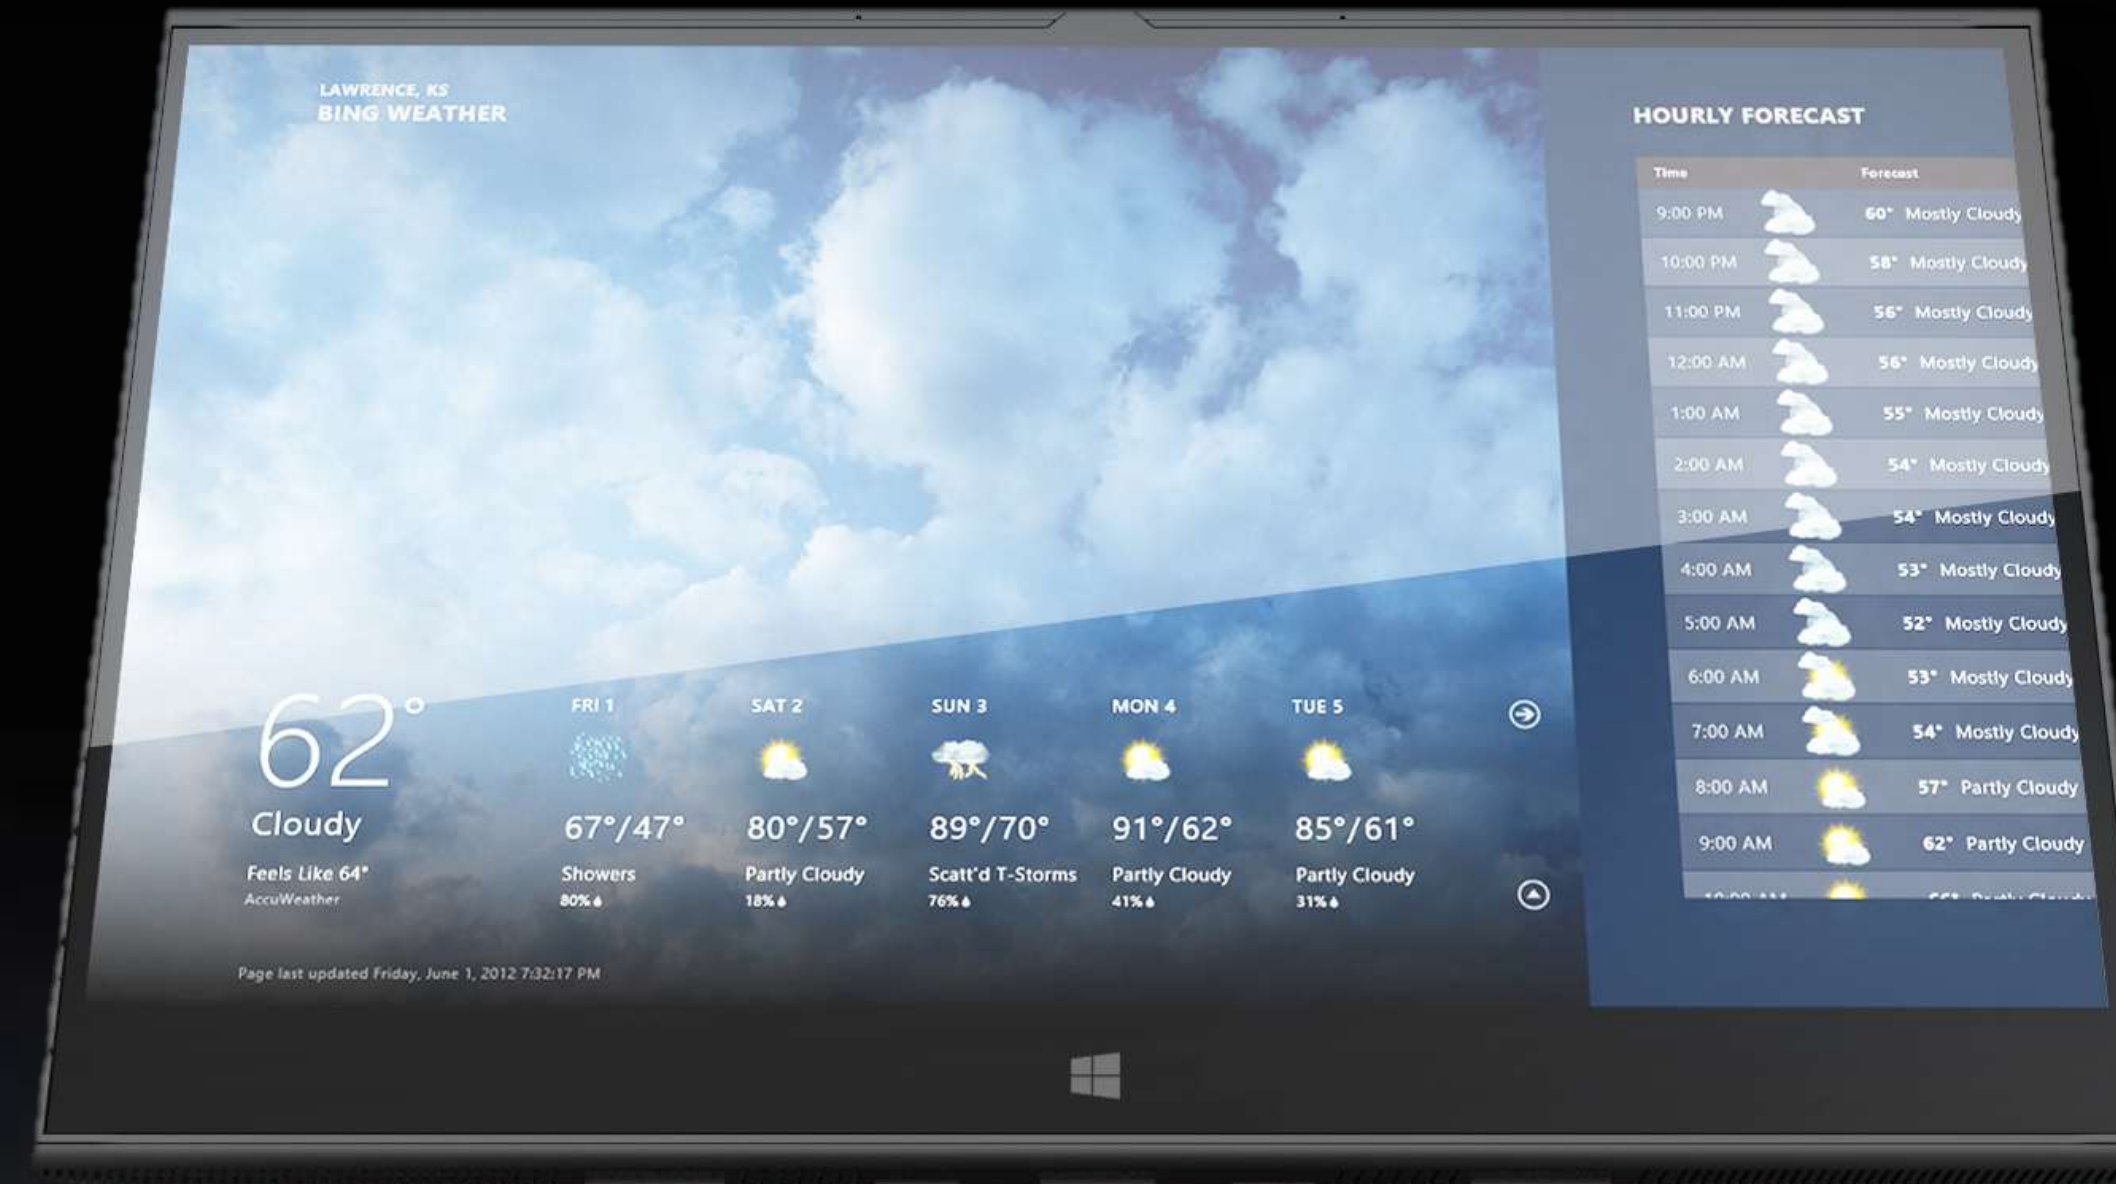 LAWRENCE, KS
BING WEATHER
62°
Cloudy
Feels Like 64°
AccuWeather
FRI 1
67°/47°
Showers
80%
SAT 2
80°/57°
Partly Cloudy
18%
SUN 3
89°/70°
Scatt'd T-Storms
76%
MON 4
91°/62°
Partly Cloudy
41%
TUE 5
85°/61°
Partly Cloudy
31%
Page last updated Friday, June 1, 2012 7:32:17 PM
HOURLY FORECAST
Time Forecast
9:00 PM 60° Mostly Cloudy
10:00 PM 58° Mostly Cloudy
11:00 PM 56° Mostly Cloudy
12:00 AM 56° Mostly Cloudy
1:00 AM 55° Mostly Cloudy
2:00 AM 54° Mostly Cloudy
3:00 AM 54° Mostly Cloudy
4:00 AM 53° Mostly Cloudy
5:00 AM 52° Mostly Cloudy
6:00 AM 53° Mostly Cloudy
7:00 AM 54° Mostly Cloudy
8:00 AM 57° Partly Cloudy
9:00 AM 62° Partly Cloudy